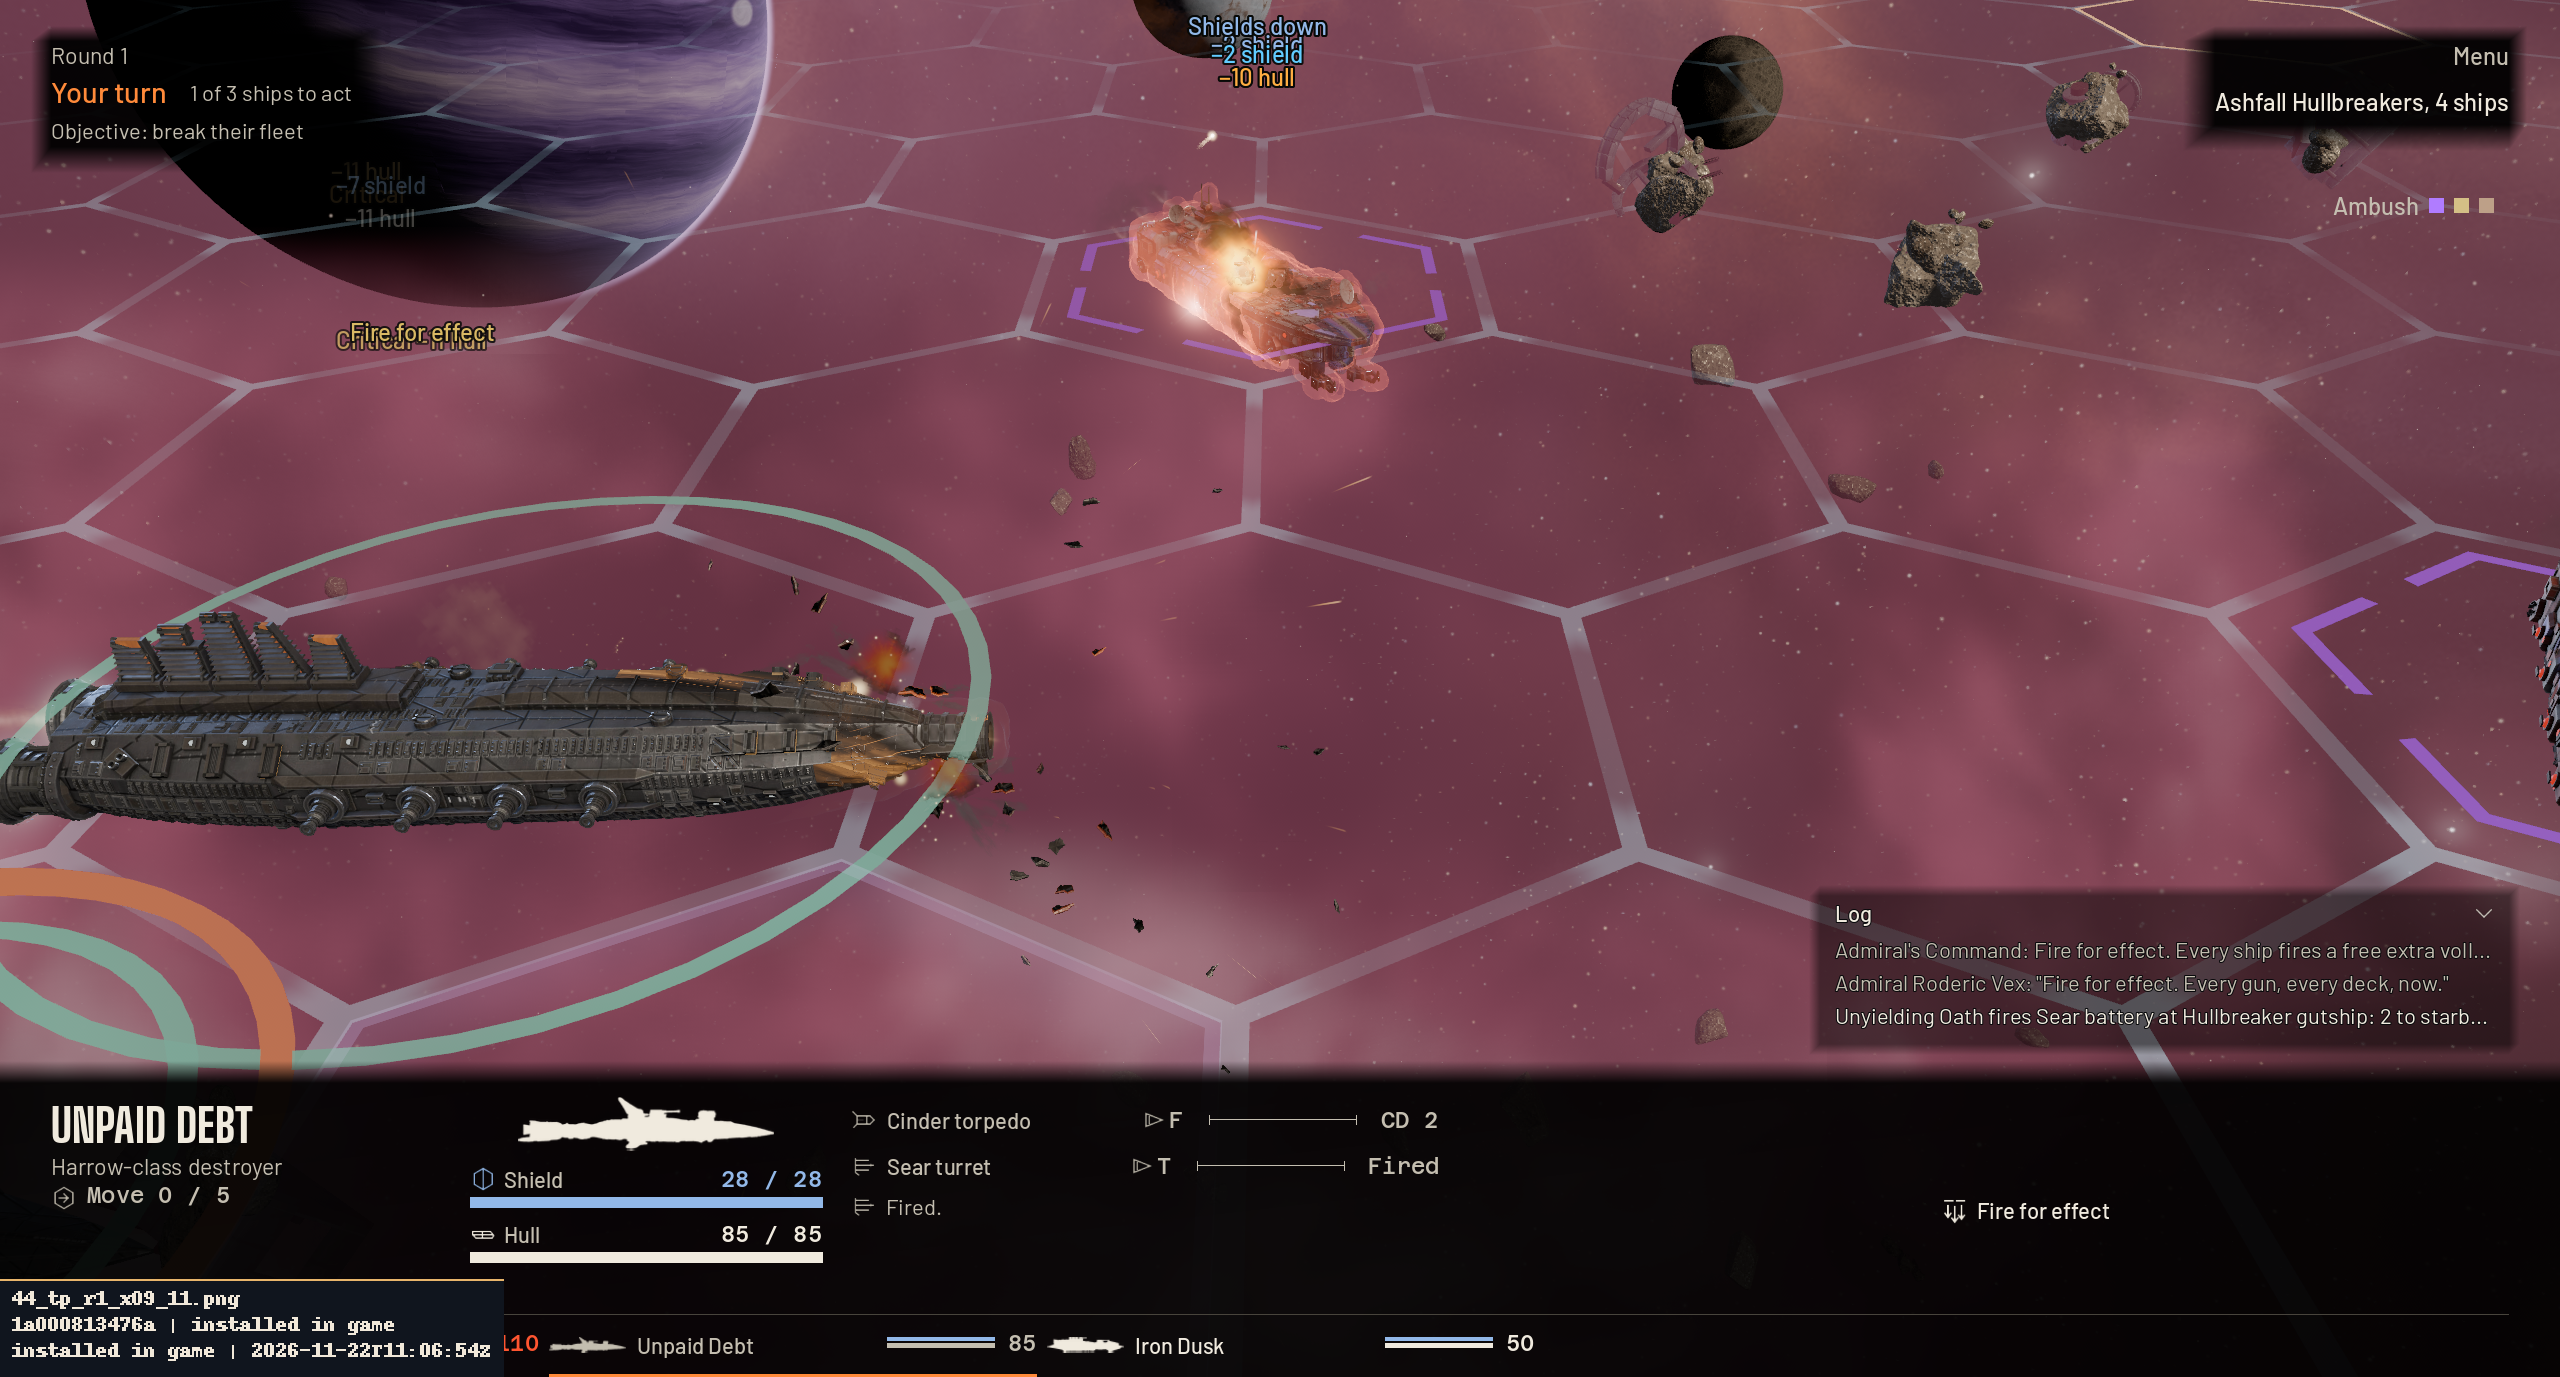 Round 1
Your turn 1 of 3 ships to act
Objective: break their fleet
Shields down
-2 shield
-10 hull
Menu
Ashfall Hullbreakers, 4 ships
Ambush
-11 hull
-7 shield
Critical
-11 hull
Fire for effect
Log
Admiral's Command: Fire for effect. Every ship fires a free extra voll...
Admiral Roderic Vex: "Fire for effect. Every gun, every deck, now."
Unyielding Oath fires Sear battery at Hullbreaker gutship: 2 to starb...
UNPAID DEBT
Harrow-class destroyer
Move 0 / 5
Shield 28 / 28
Hull 85 / 85
Cinder torpedo F CD 2
Sear turret T Fired
Fired.
Fire for effect
44_tp_r1_x09_11.png
1a000813476a | installed in game
installed in game | 2026-11-22T11:06:54Z
110 Unpaid Debt 85 Iron Dusk 50